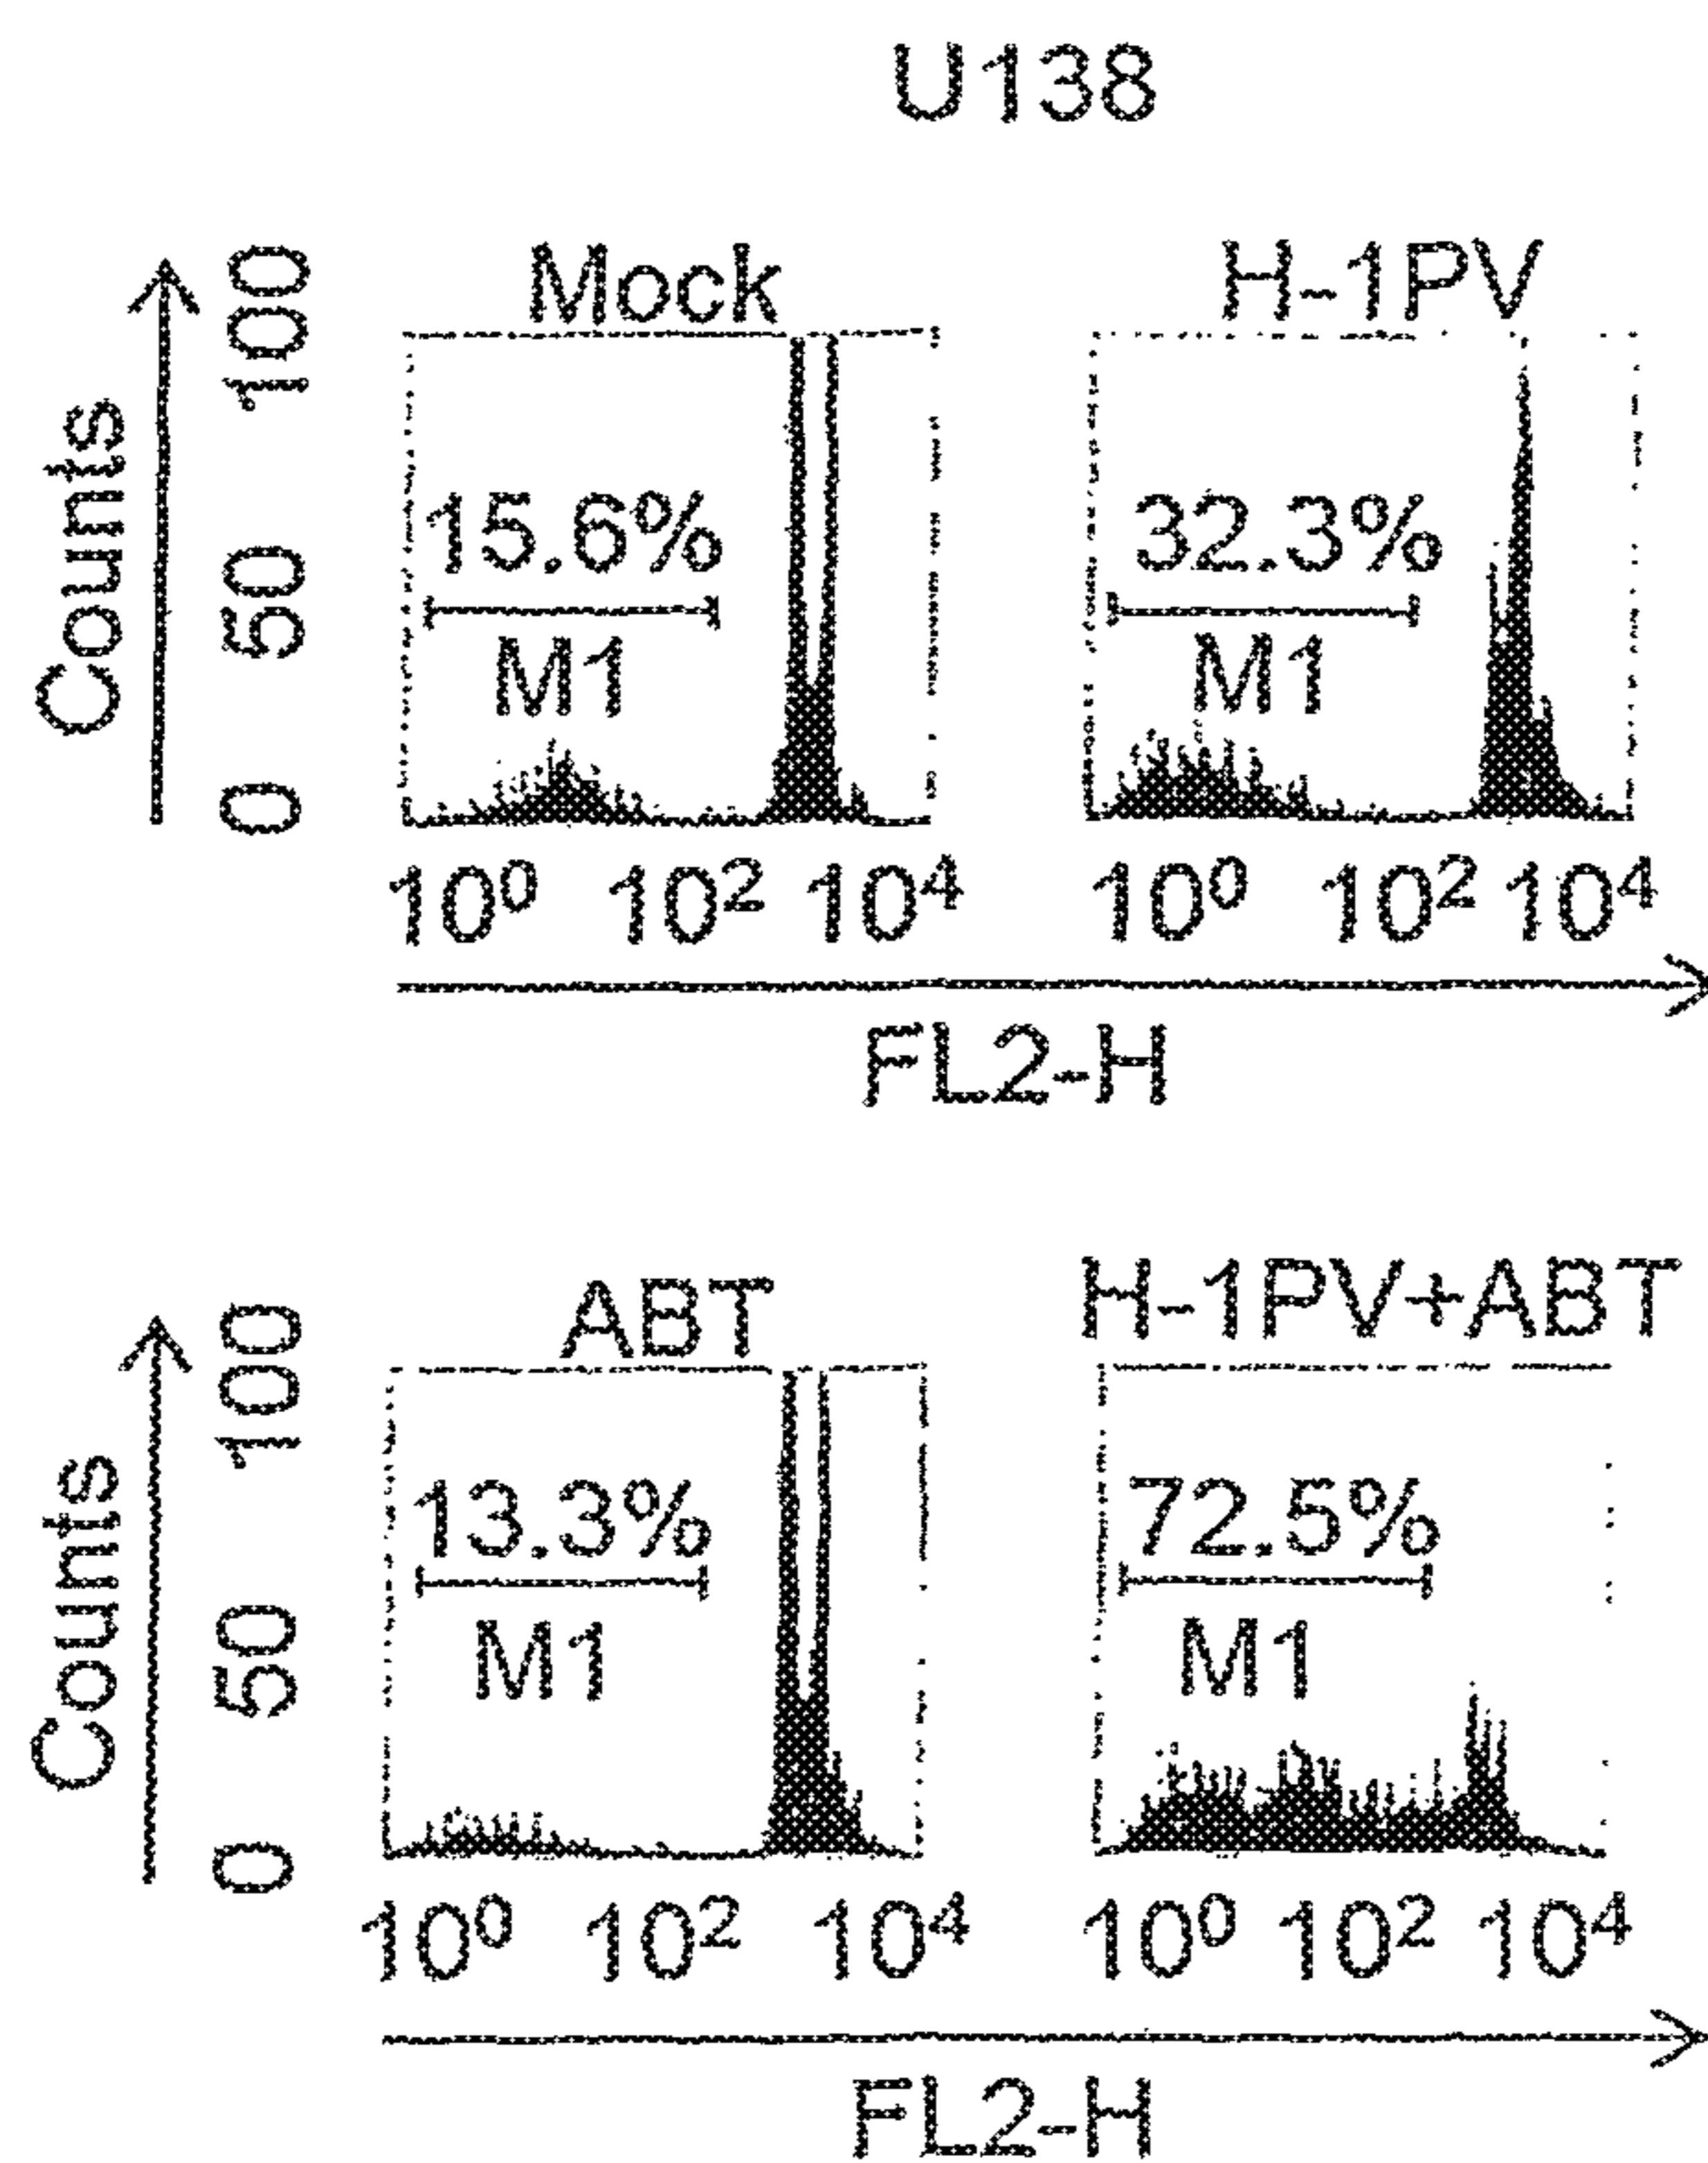 U138
Mock
H-1PV
Counts
0 50 100
15.6%
32.3%
M1
M1
10⁰ 10² 10⁴
10⁰ 10² 10⁴
FL2-H
ABT
H-1PV+ABT
Counts
0 50 100
13.3%
72.5%
M1
M1
10⁰ 10² 10⁴
10⁰ 10² 10⁴
FL2-H